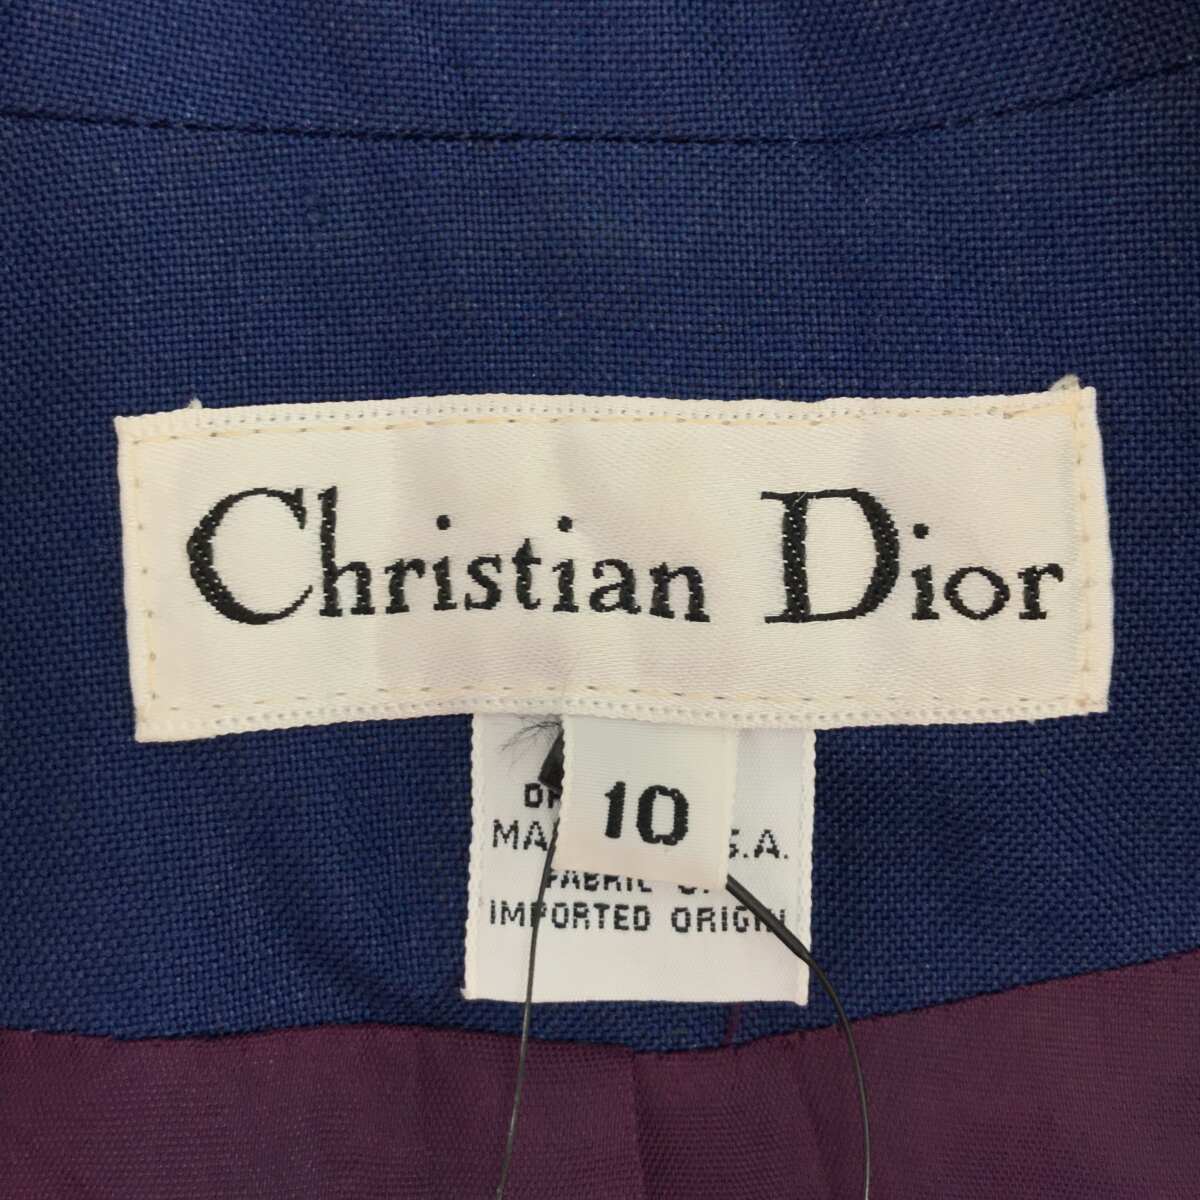 Christian Dior
10
IMPORTED ORIGIN